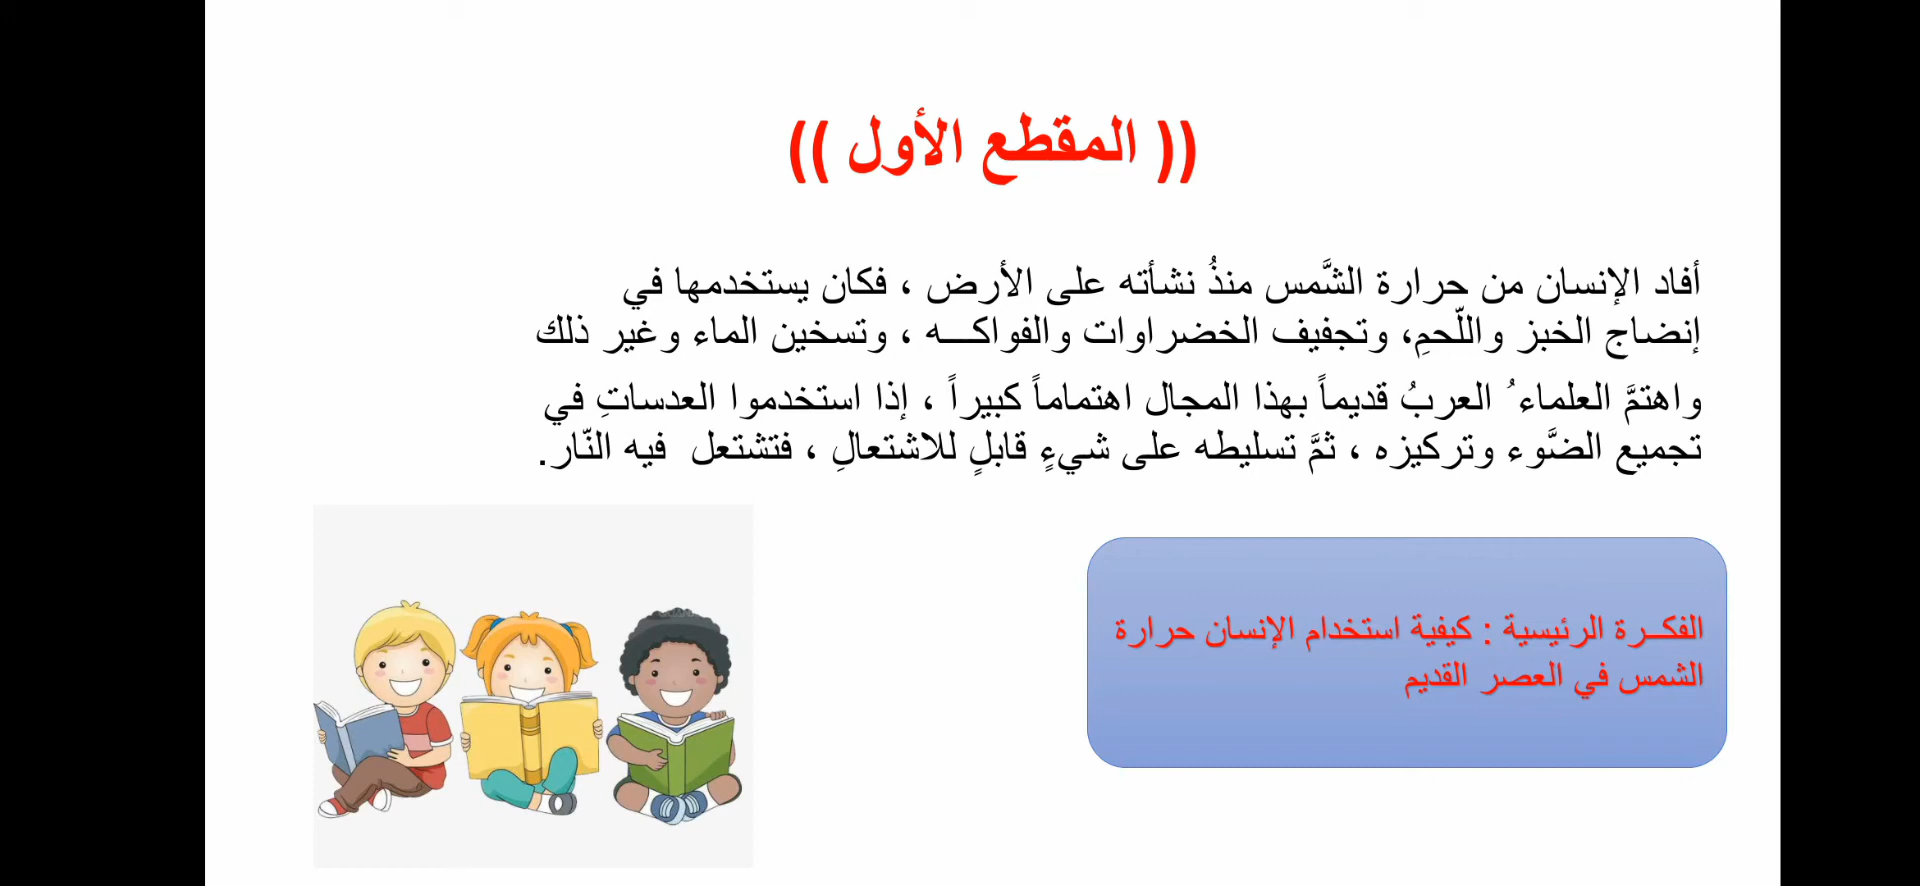 (( المقطع الأول ))
أفاد الإنسان من حرارة الشَّمس منذُ نشأته على الأرض ، فكان يستخدمها في
إنضاج الخبز واللّحمِ، وتجفيف الخضراوات والفواكـــه ، وتسخين الماء وغير ذلك
واهتمَّ العلماء ُ العربُ قديماً بهذا المجال اهتماماً كبيراً ، إذا استخدموا العدساتِ في
تجميع الضَّوء وتركيزه ، ثمَّ تسليطه على شيءٍ قابلٍ للاشتعالِ ، فتشتعل فيه النّار.
الفكــرة الرئيسية : كيفية استخدام الإنسان حرارة
الشمس في العصر القديم